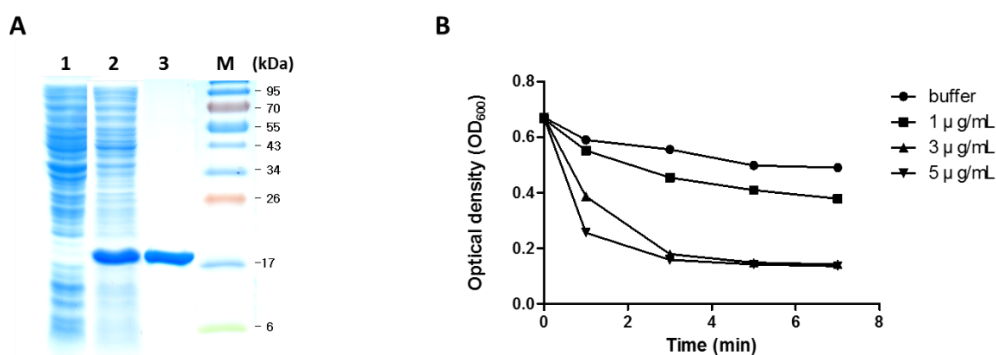 A
1 2 3 M (kDa)
95
70
55
43
34
26
17
6
B
Optical density (OD600)
0.8
0.6
0.4
0.2
0.0
0 2 4 6 8
Time (min)
buffer
1 µ g/mL
3 µ g/mL
5 µ g/mL